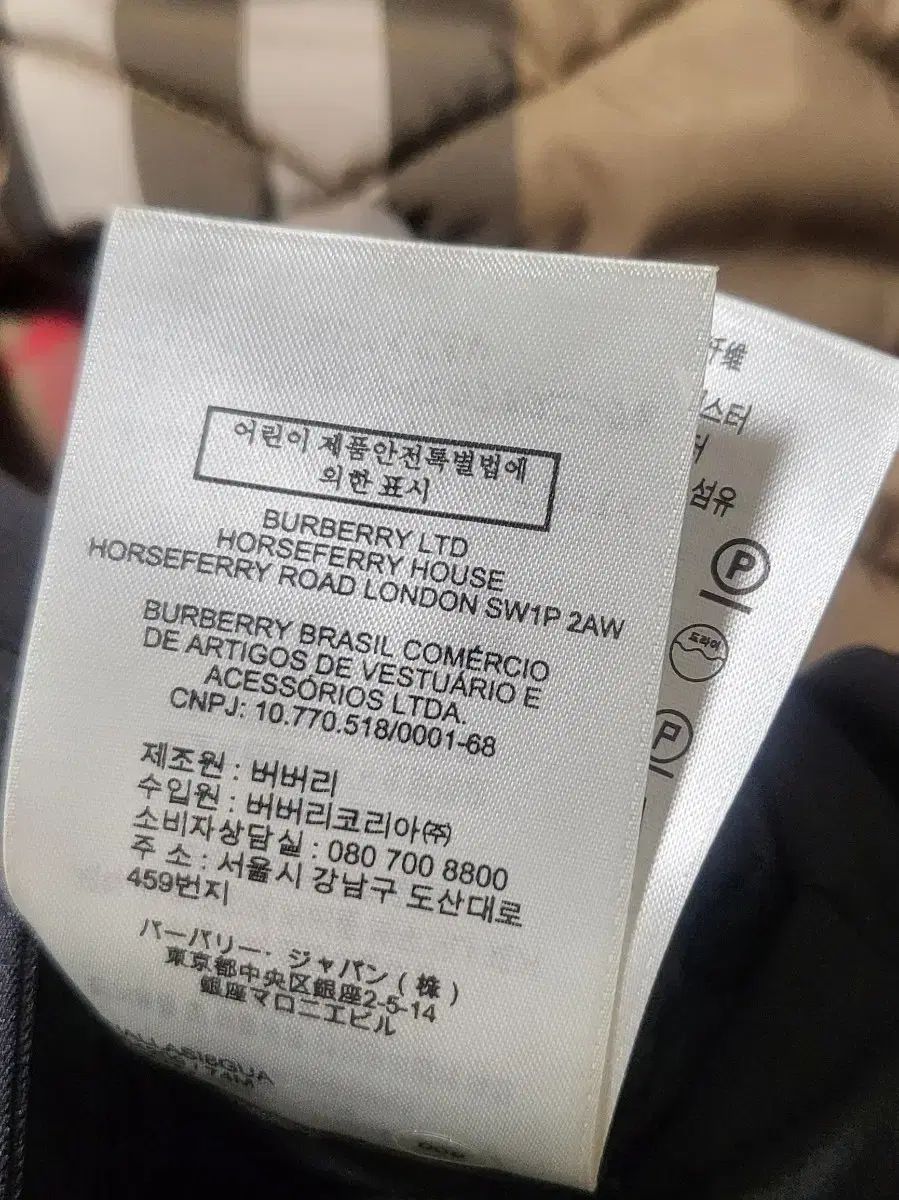 어린이 제품안전특별법에
의한 표시
BURBERRY LTD
HORSEFERRY HOUSE
HORSEFERRY ROAD LONDON SW1P 2AW
BURBERRY BRASIL COMÉRCIO
DE ARTIGOS DE VESTUÁRIO E
ACESSÓRIOS LTDA.
CNPJ: 10.770.518/0001-68
제조원 : 버버리
수입원 : 버버리코리아㈜
소비자상담실 : 080 700 8800
주 소 : 서울시 강남구 도산대로
459번지
バーバリー・ジャパン ( 株 )
東京都中央区銀座2-5-14
銀座マロニエビル
纤维
섬유
P
드라이
P